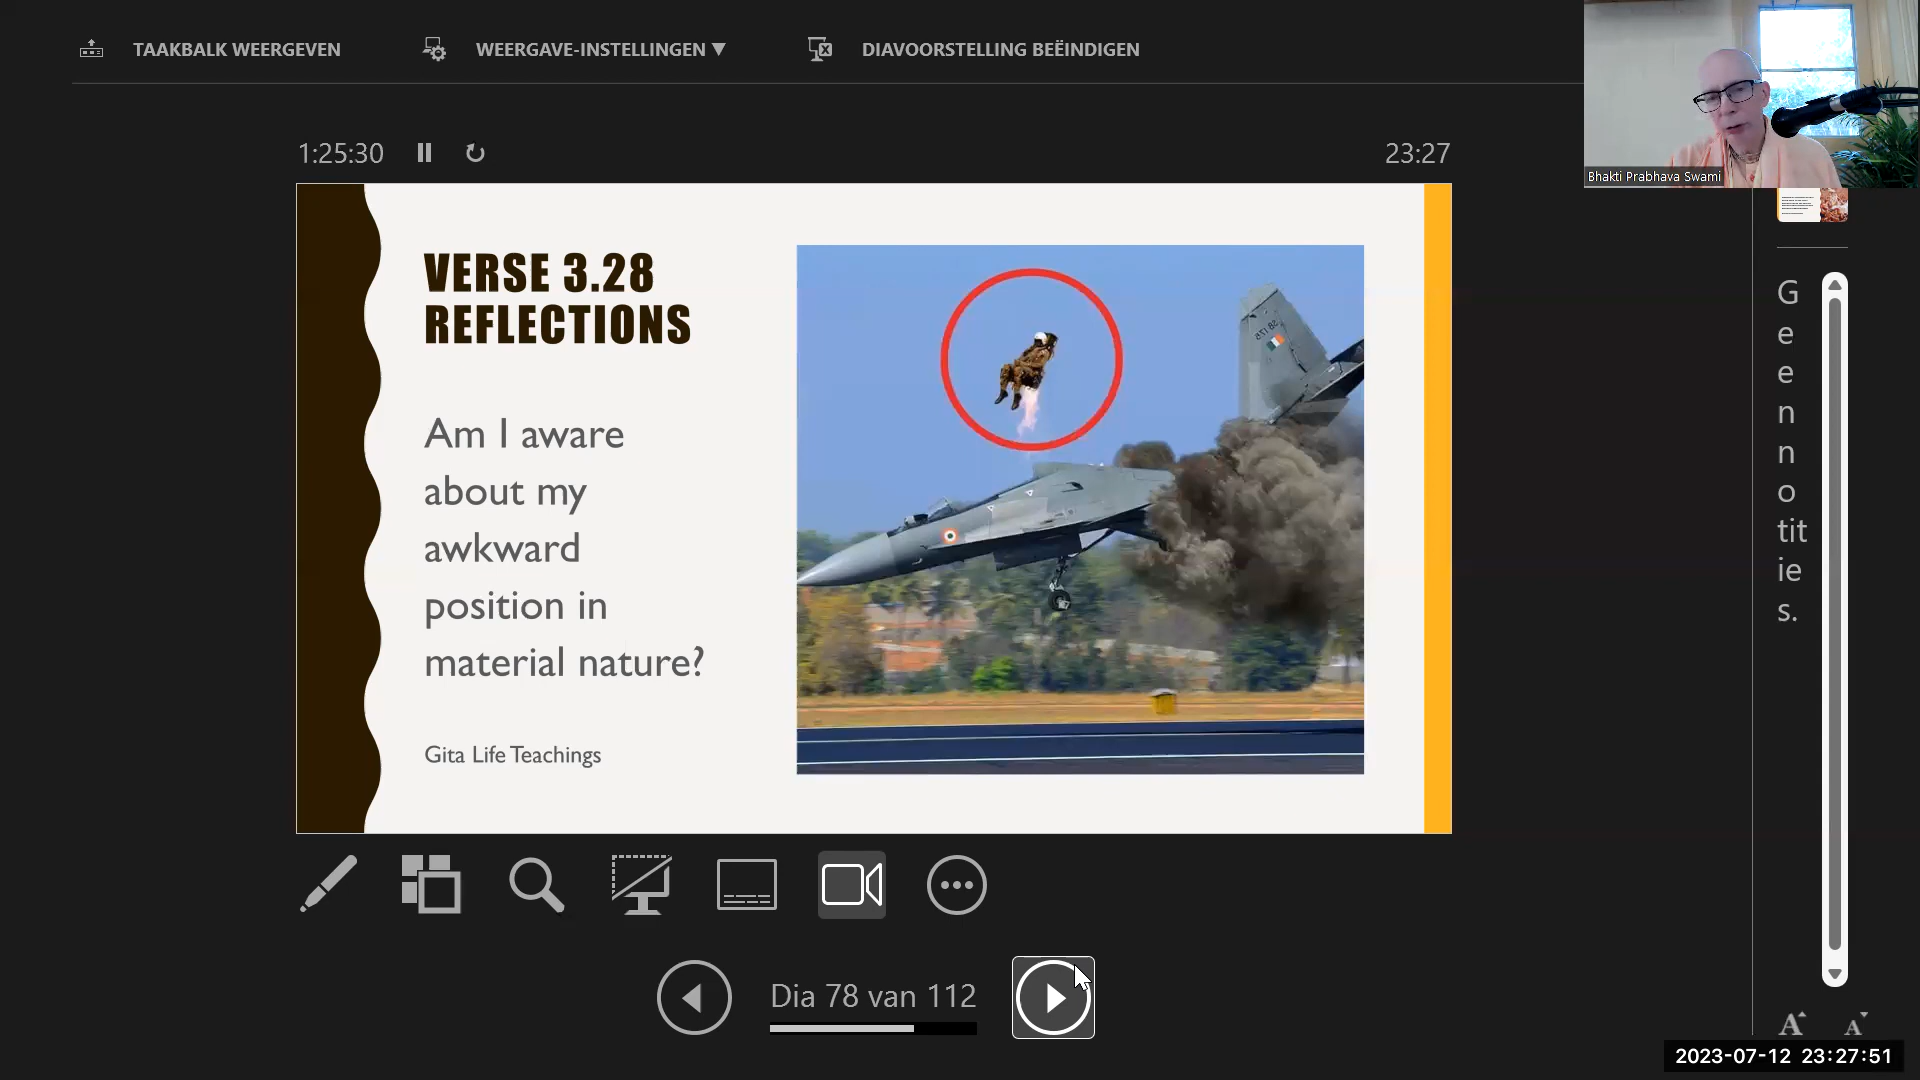 TAAKBALK WEERGEVEN
WEERGAVE-INSTELLINGEN ▼
DIAVOORSTELLING BEËINDIGEN
Bhakti Prabhava Swami
1:25:30
23:27
VERSE 3.28
REFLECTIONS
Am I aware
about my
awkward
position in
material nature?
Gita Life Teachings
G
e
e
n
n
o
tit
ie
s.
Dia 78 van 112
A
A
2023-07-12 23:27:51